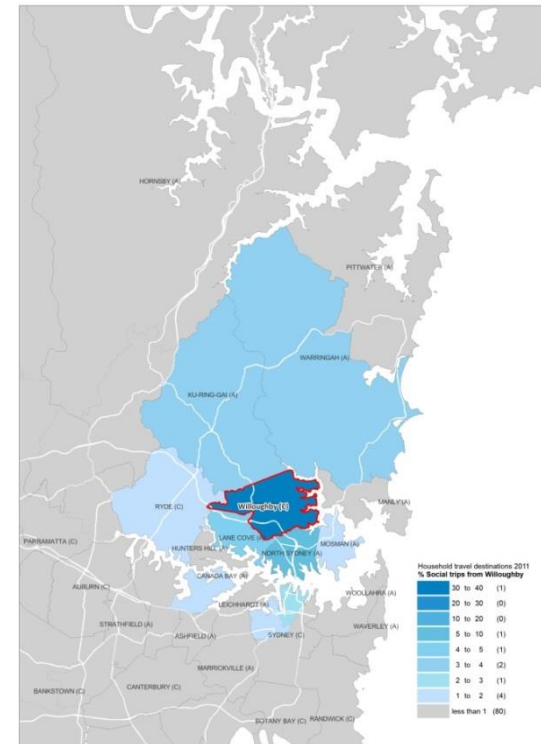 HORNSBY (A)
PITTWATER (A)
WARRINGAH (A)
KU-RING-GAI (A)
MANLY (A)
RYDE (C)
Willoughby (C)
PARRAMATTA (C)
LANE COVE (A)
MOSMAN (A)
HUNTERS HILL (A)
NORTH SYDNEY (A)
CANADA BAY (A)
AUBURN (C)
WOOLLAHRA (A)
LEICHHARDT (A)
STRATHFIELD (A)
WAVERLEY (A)
ASHFIELD (A)
SYDNEY (C)
MARRICKVILLE (A)
BANKSTOWN (C)
CANTERBURY (C)
BOTANY BAY (C)
RANDWICK (C)
Household travel destinations 2011
% Social trips from Willoughby
30 to 40 (1)
20 to 30 (0)
10 to 20 (0)
5 to 10 (1)
4 to 5 (1)
3 to 4 (2)
2 to 3 (1)
1 to 2 (4)
less than 1 (80)